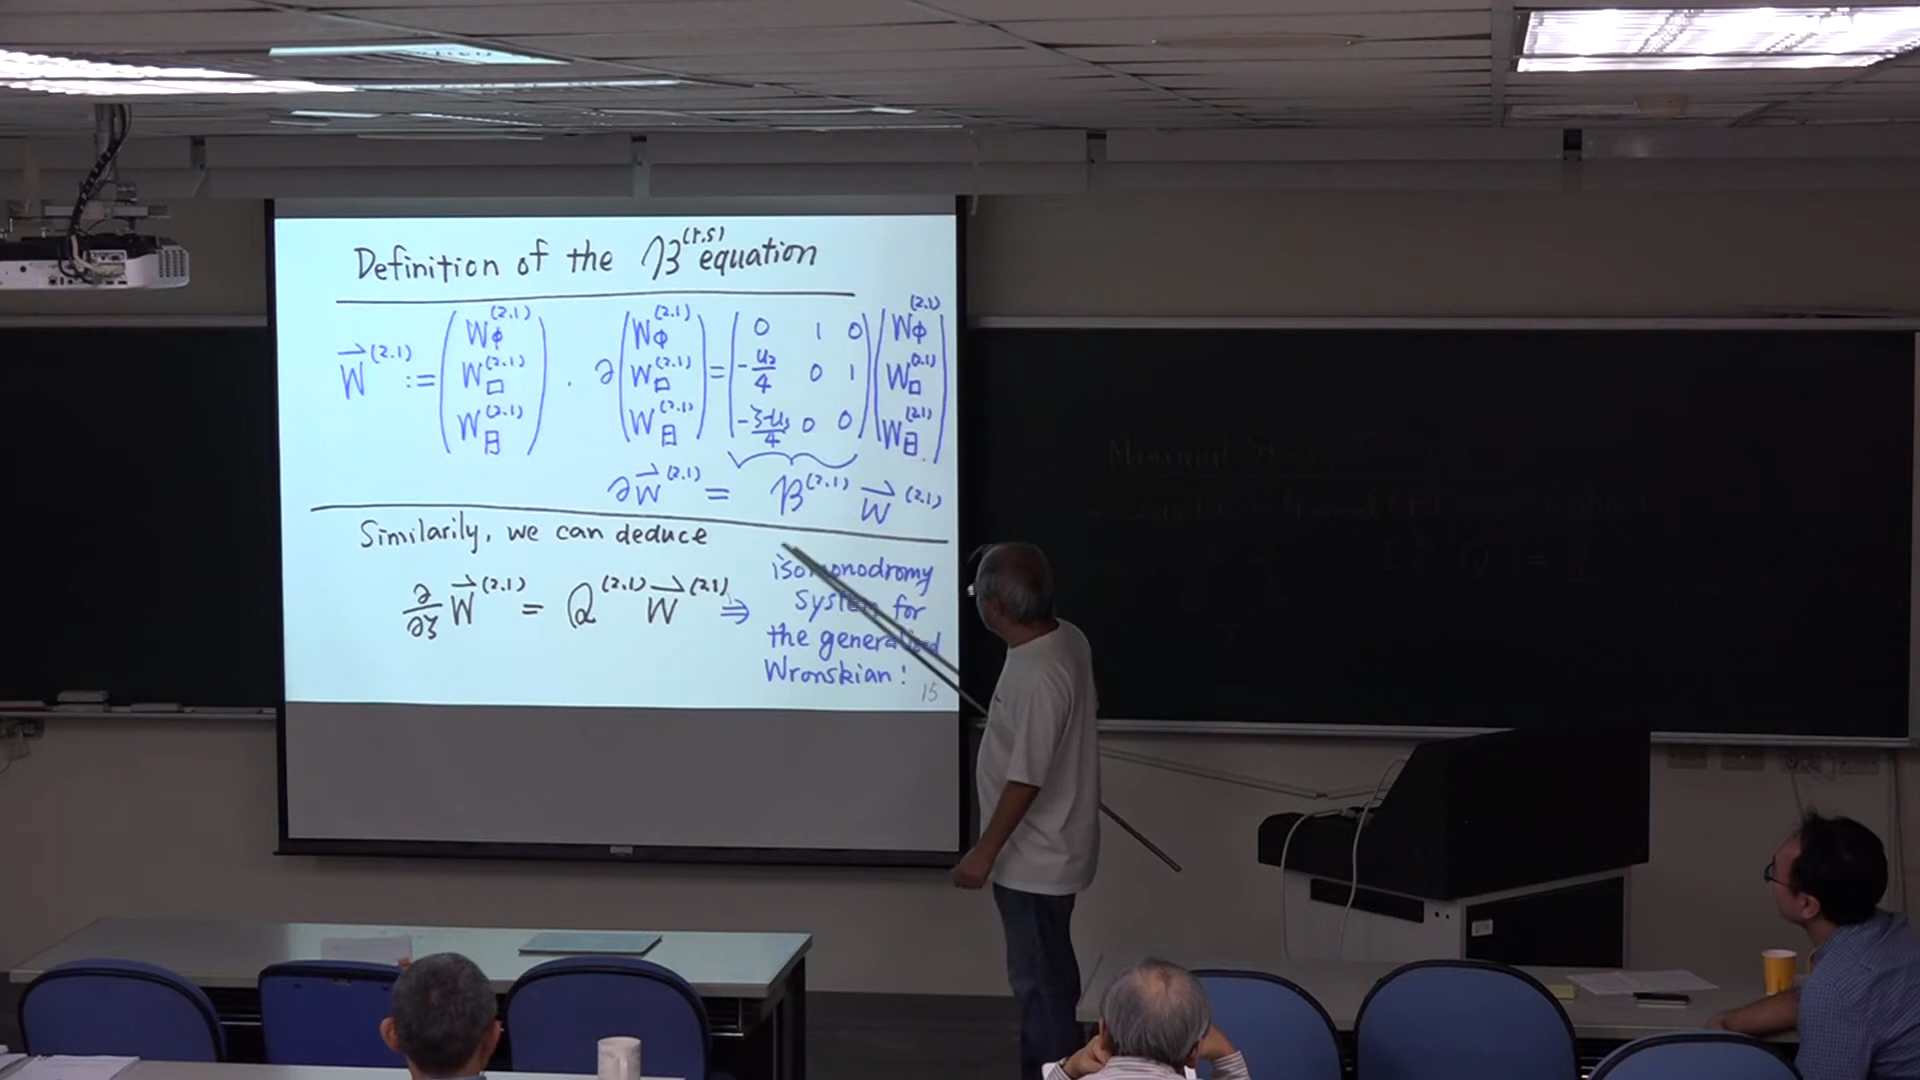 Definition of the 𝓑^(r,s) equation
W⃗^(2,1) := ( W_ϕ^(2,1) W_□^(2,1) W_日^(2,1) ) . ∂ ( W_ϕ^(2,1) W_□^(2,1) W_日^(2,1) ) = ( 0 1 0 ; -u₂/4 0 1 ; -ζ-u₃/4 0 0 ) ( W_ϕ^(2,1) W_□^(2,1) W_日^(2,1) )
∂W⃗^(2,1) = 𝓑^(2,1) W⃗^(2,1)
Similarily, we can deduce
∂/∂ζ W⃗^(2,1) = Q^(2,1) W⃗^(2,1) ⇒
isomonodromy
system for
the generalized
Wronskian!
15